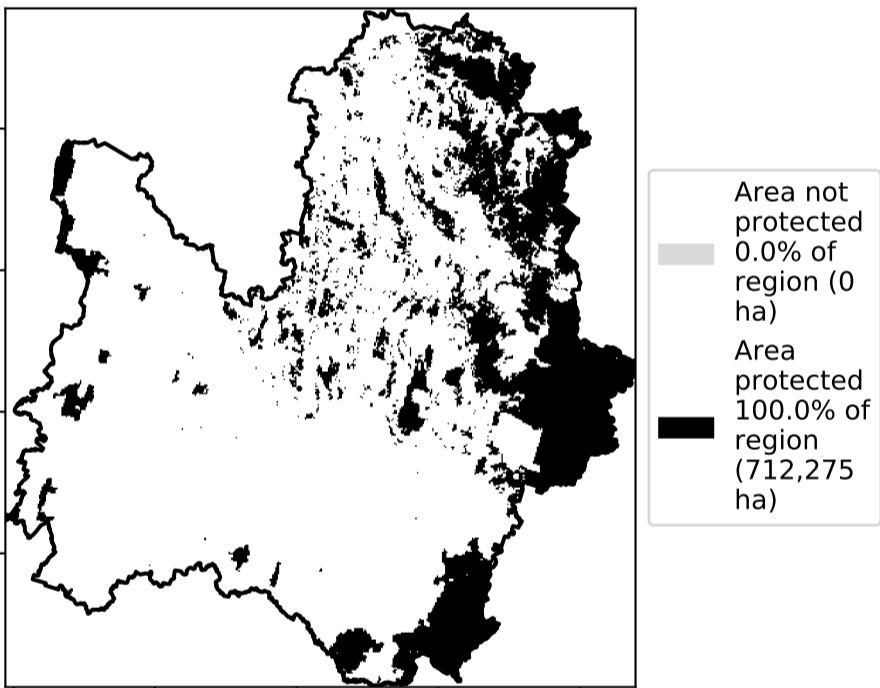 Area not
protected
0.0% of
region (0
ha)
Area
protected
100.0% of
region
(712,275
ha)